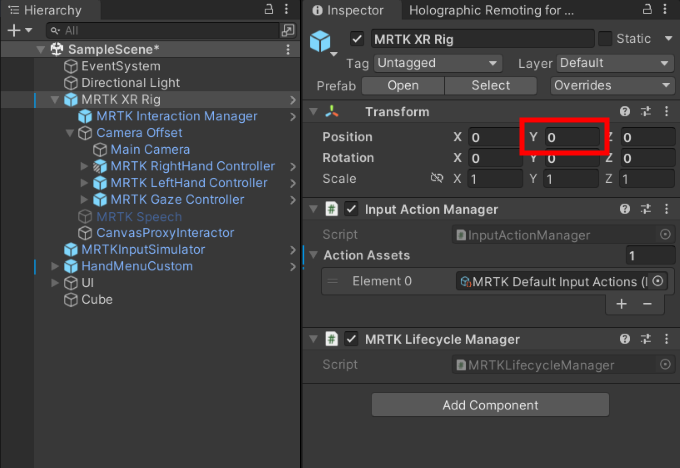 Hierarchy
All
SampleScene*
EventSystem
Directional Light
MRTK XR Rig
MRTK Interaction Manager
Camera Offset
Main Camera
MRTK RightHand Controller
MRTK LeftHand Controller
MRTK Gaze Controller
MRTK Speech
CanvasProxyInteractor
MRTKInputSimulator
HandMenuCustom
UI
Cube
Inspector Holographic Remoting for ...
MRTK XR Rig Static
Tag Untagged Layer Default
Prefab Open Select Overrides
Transform
Position X 0 Y 0 Z 0
Rotation X 0 Y 0 Z 0
Scale X 1 Y 1 Z 1
# Input Action Manager
Script # InputActionManager
Action Assets 1
Element 0 MRTK Default Input Actions (
+ −
# MRTK Lifecycle Manager
Script # MRTKLifecycleManager
Add Component